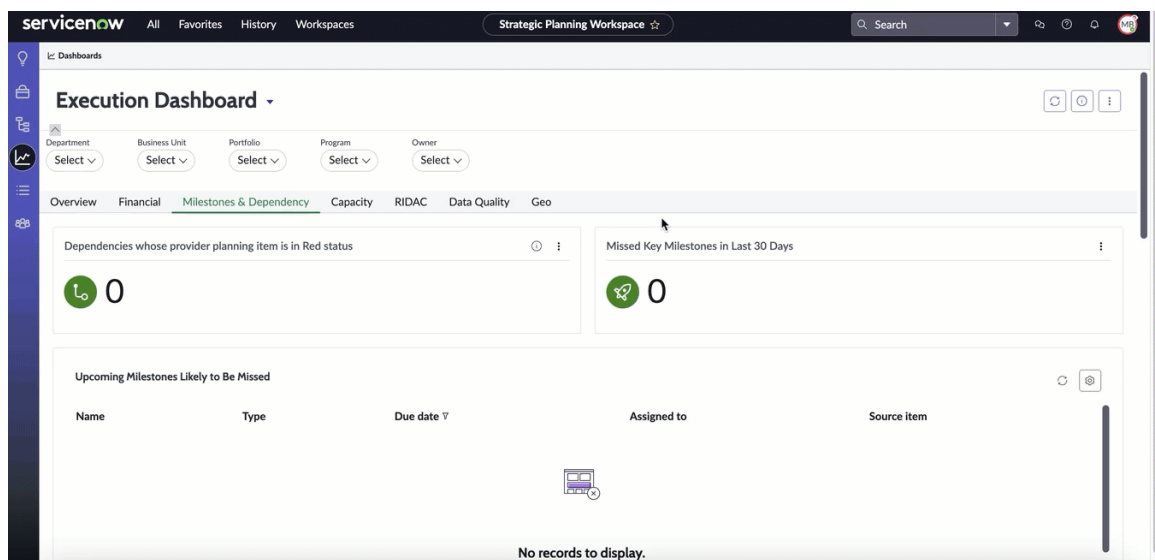 servicenow All Favorites History Workspaces Strategic Planning Workspace Search MB
Dashboards
Execution Dashboard
Department Business Unit Portfolio Program Owner
Select Select Select Select Select
Overview Financial Milestones & Dependency Capacity RIDAC Data Quality Geo
Dependencies whose provider planning item is in Red status
0
Missed Key Milestones in Last 30 Days
0
Upcoming Milestones Likely to Be Missed
Name Type Due date Assigned to Source item
No records to display.